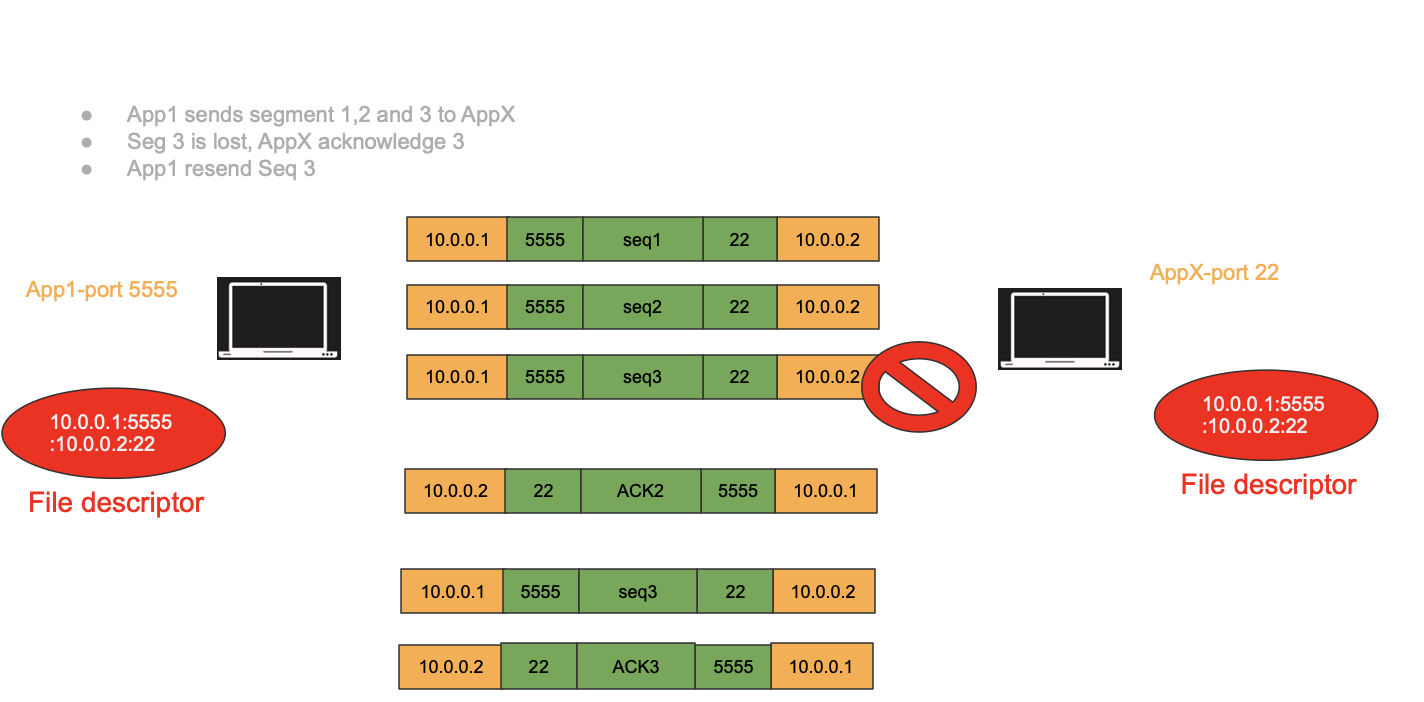 App1 sends segment 1,2 and 3 to AppX
Seg 3 is lost, AppX acknowledge 3
App1 resend Seq 3
10.0.0.1 5555 seq1 22 10.0.0.2
App1-port 5555
AppX-port 22
10.0.0.1 5555 seq2 22 10.0.0.2
10.0.0.1 5555 seq3 22 10.0.0.2
10.0.0.1:5555
:10.0.0.2:22
File descriptor
10.0.0.1:5555
:10.0.0.2:22
File descriptor
10.0.0.2 22 ACK2 5555 10.0.0.1
10.0.0.1 5555 seq3 22 10.0.0.2
10.0.0.2 22 ACK3 5555 10.0.0.1